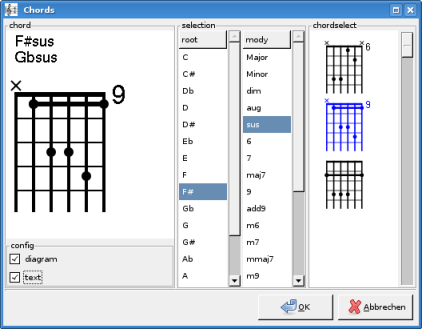 Chords
chord
F#sus
Gbsus
×
9
config
diagram
text
selection
root
C
C#
Db
D
D#
Eb
E
F
F#
Gb
G
G#
Ab
A
mody
Major
Minor
dim
aug
sus
6
7
maj7
9
add9
m6
m7
mmaj7
m9
chordselect
× ×
6
×
9
OK
Abbrechen